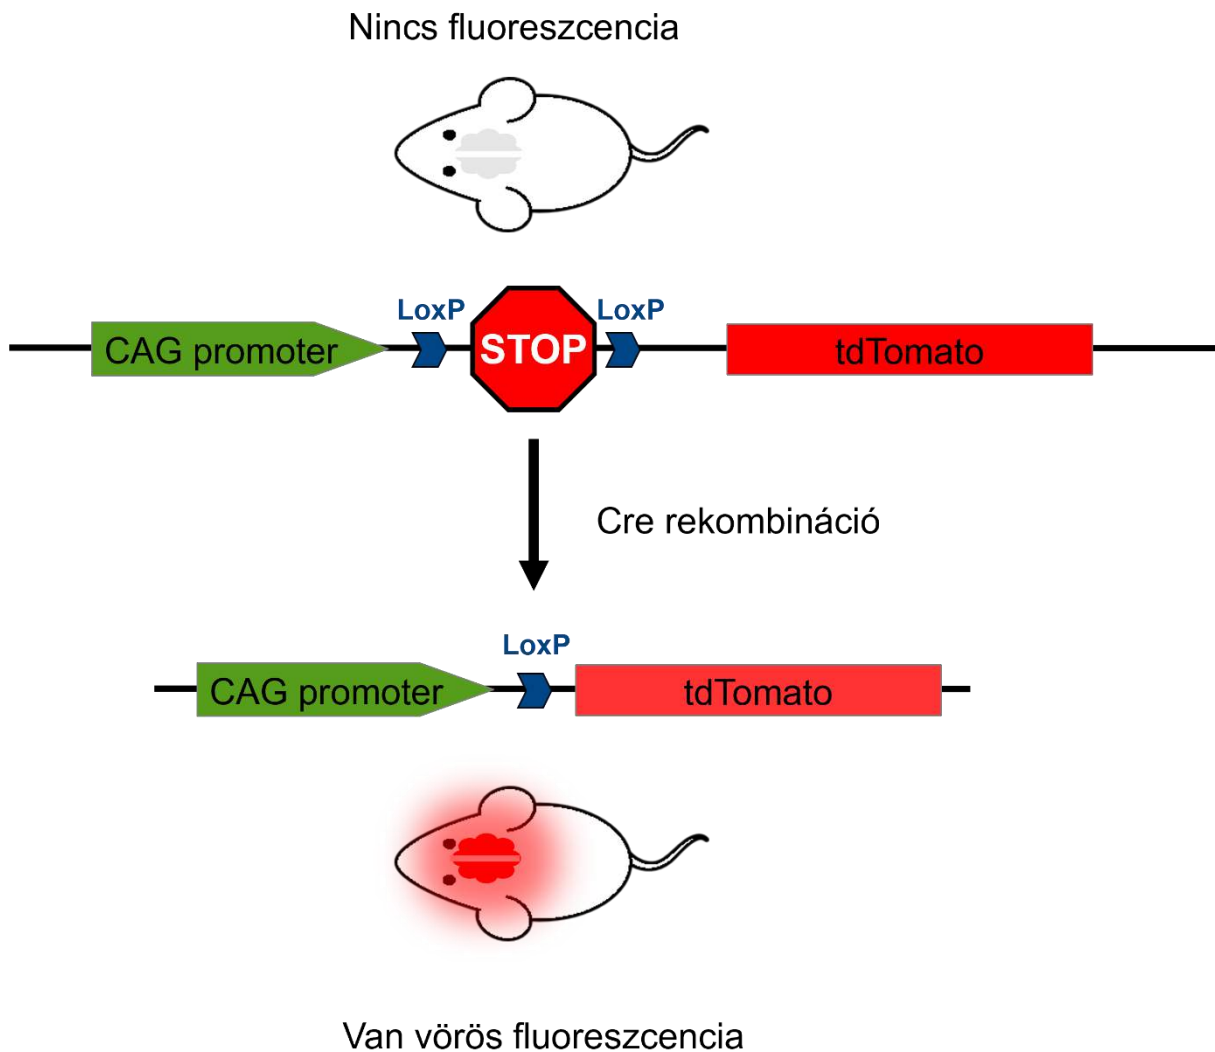 Nincs fluoreszcencia
LoxP
LoxP
CAG promoter
STOP
tdTomato
Cre rekombináció
LoxP
CAG promoter
tdTomato
Van vörös fluoreszcencia